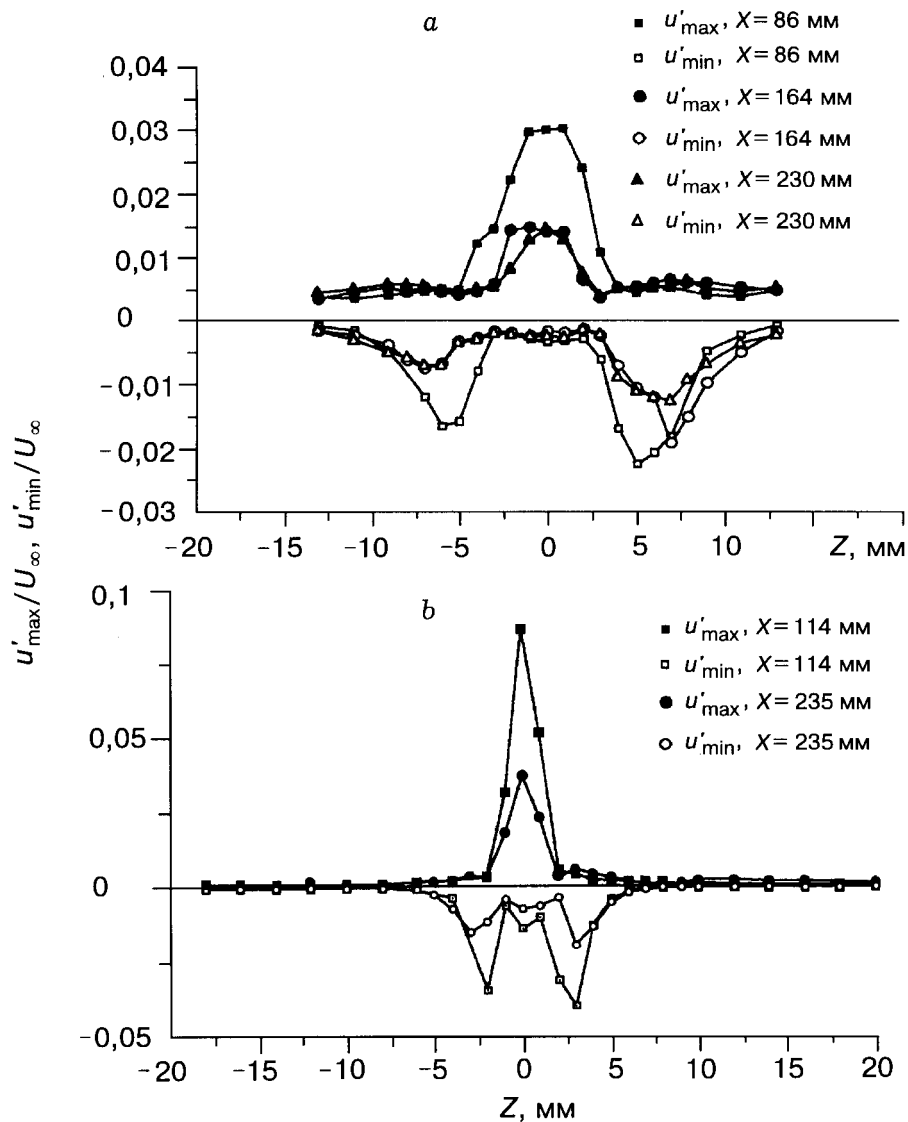 a
■ u'max, X = 86 мм
□ u'min, X = 86 мм
● u'max, X = 164 мм
○ u'min, X = 164 мм
▲ u'max, X = 230 мм
△ u'min, X = 230 мм
0,04
0,03
0,02
0,01
0
-0,01
-0,02
-0,03
-20 -15 -10 -5 0 5 10 Z, мм
u'max/U∞, u'min/U∞
b
■ u'max, X = 114 мм
□ u'min, X = 114 мм
● u'max, X = 235 мм
○ u'min, X = 235 мм
0,1
0,05
0
-0,05
-20 -15 -10 -5 0 5 10 15 20
Z, мм